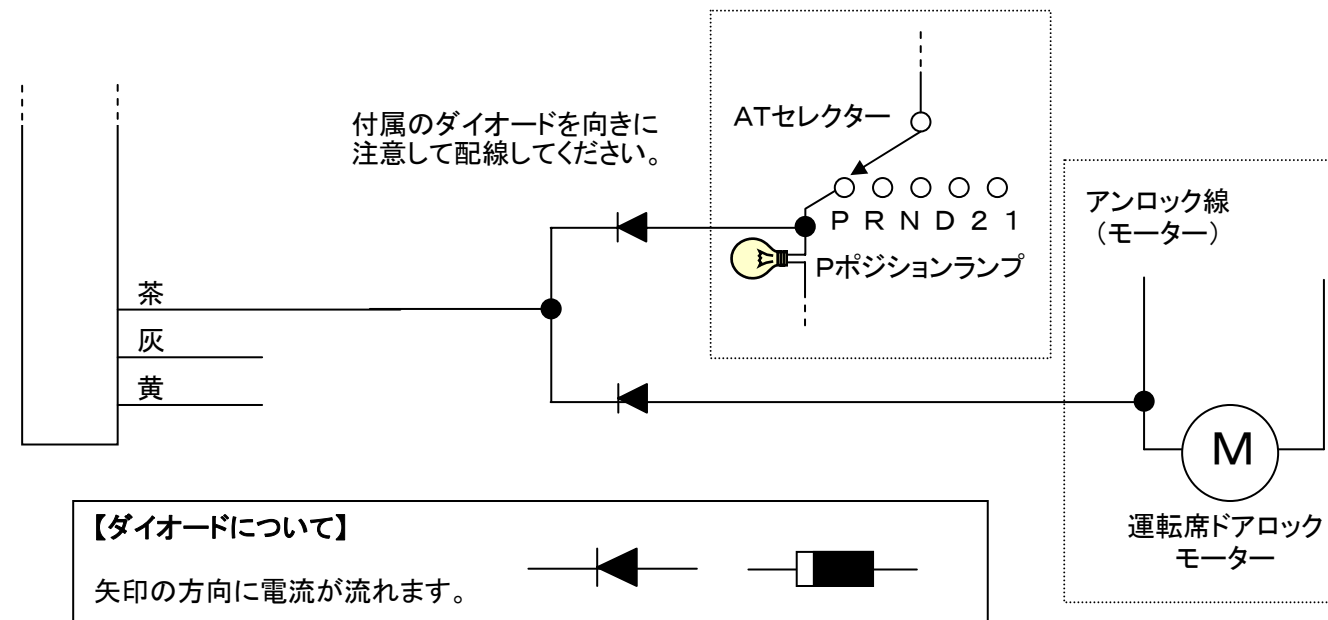 付属のダイオードを向きに
注意して配線してください。
ATセレクター
P R N D 2 1
Pポジションランプ
アンロック線
（モーター）
茶
灰
黄
M
運転席ドアロック
モーター
【ダイオードについて】
矢印の方向に電流が流れます。